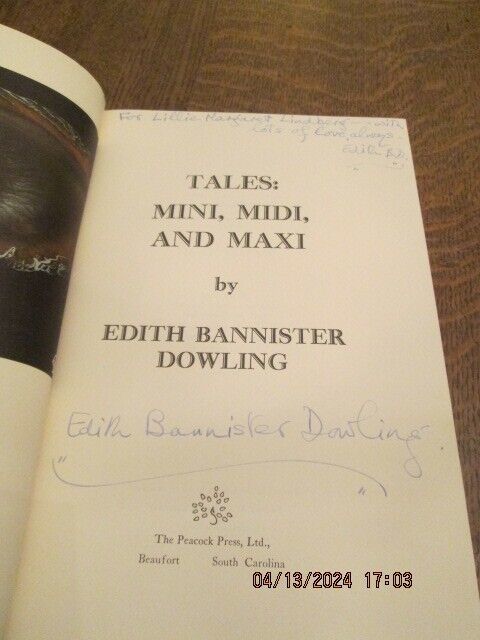 For Lillie Margaret Lindberg — with
lots of love, always
Edith B.D.
TALES:
MINI, MIDI,
AND MAXI
by
EDITH BANNISTER
DOWLING
Edith Bannister Dowling
The Peacock Press, Ltd.,
Beaufort South Carolina
04/13/2024 17:03